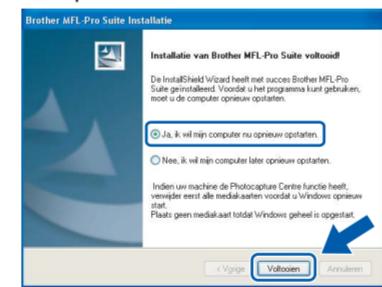 Brother MFL-Pro Suite Installatie
Installatie van Brother MFL-Pro Suite voltooid!
De InstallShield Wizard heeft met succes Brother MFL-Pro
Suite geïnstalleerd. Voordat u het programma kunt gebruiken,
moet u de computer opnieuw opstarten.
Ja, ik wil mijn computer nu opnieuw opstarten.
Nee, ik wil mijn computer later opnieuw opstarten.
Indien uw machine de Photocapture Centre functie heeft,
verwijder eerst alle mediakaarten voordat u Windows opnieuw
start.
Plaats geen mediakaart totdat Windows geheel is opgestart.
< Vorige Voltooien Annuleren